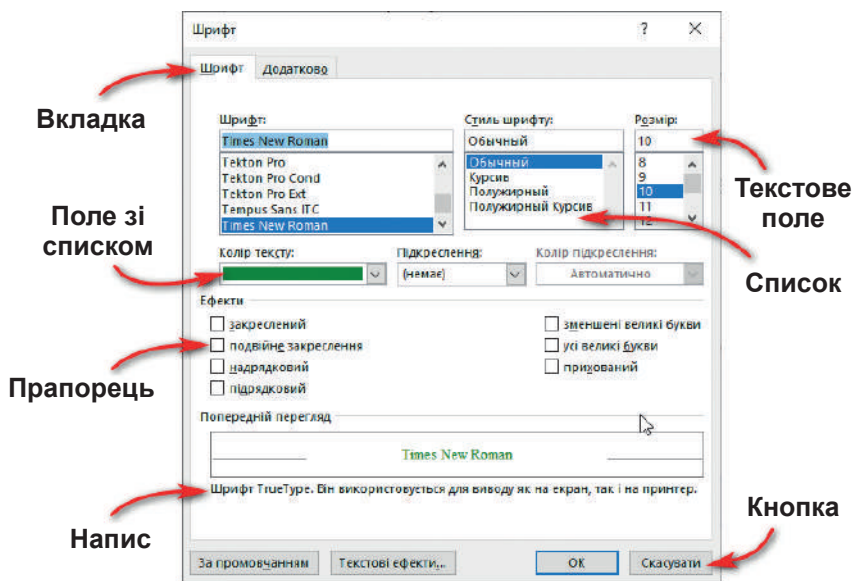 Шрифт ? ×
Шрифт Додатково
Вкладка
Шрифт: Стиль шрифту: Розмір:
Times New Roman Обычный 10
Tekton Pro Обычный 8
Tekton Pro Cond Курсив 9
Tekton Pro Ext Полужирный 10
Tempus Sans ITC Полужирный Курсив 11
Times New Roman 12
Текстове
поле
Поле зі
списком
Колір тексту: Підкреслення: Колір підкреслення:
(немає) Автоматично
Список
Ефекти
закреслений зменшені великі букви
подвійне закреслення усі великі букви
надрядковий прихований
підрядковий
Прапорець
Попередній перегляд
Times New Roman
Шрифт TrueType. Він використовується для виводу як на екран, так і на принтер.
Напис
Кнопка
За промовчанням Текстові ефекти... ОК Скасувати